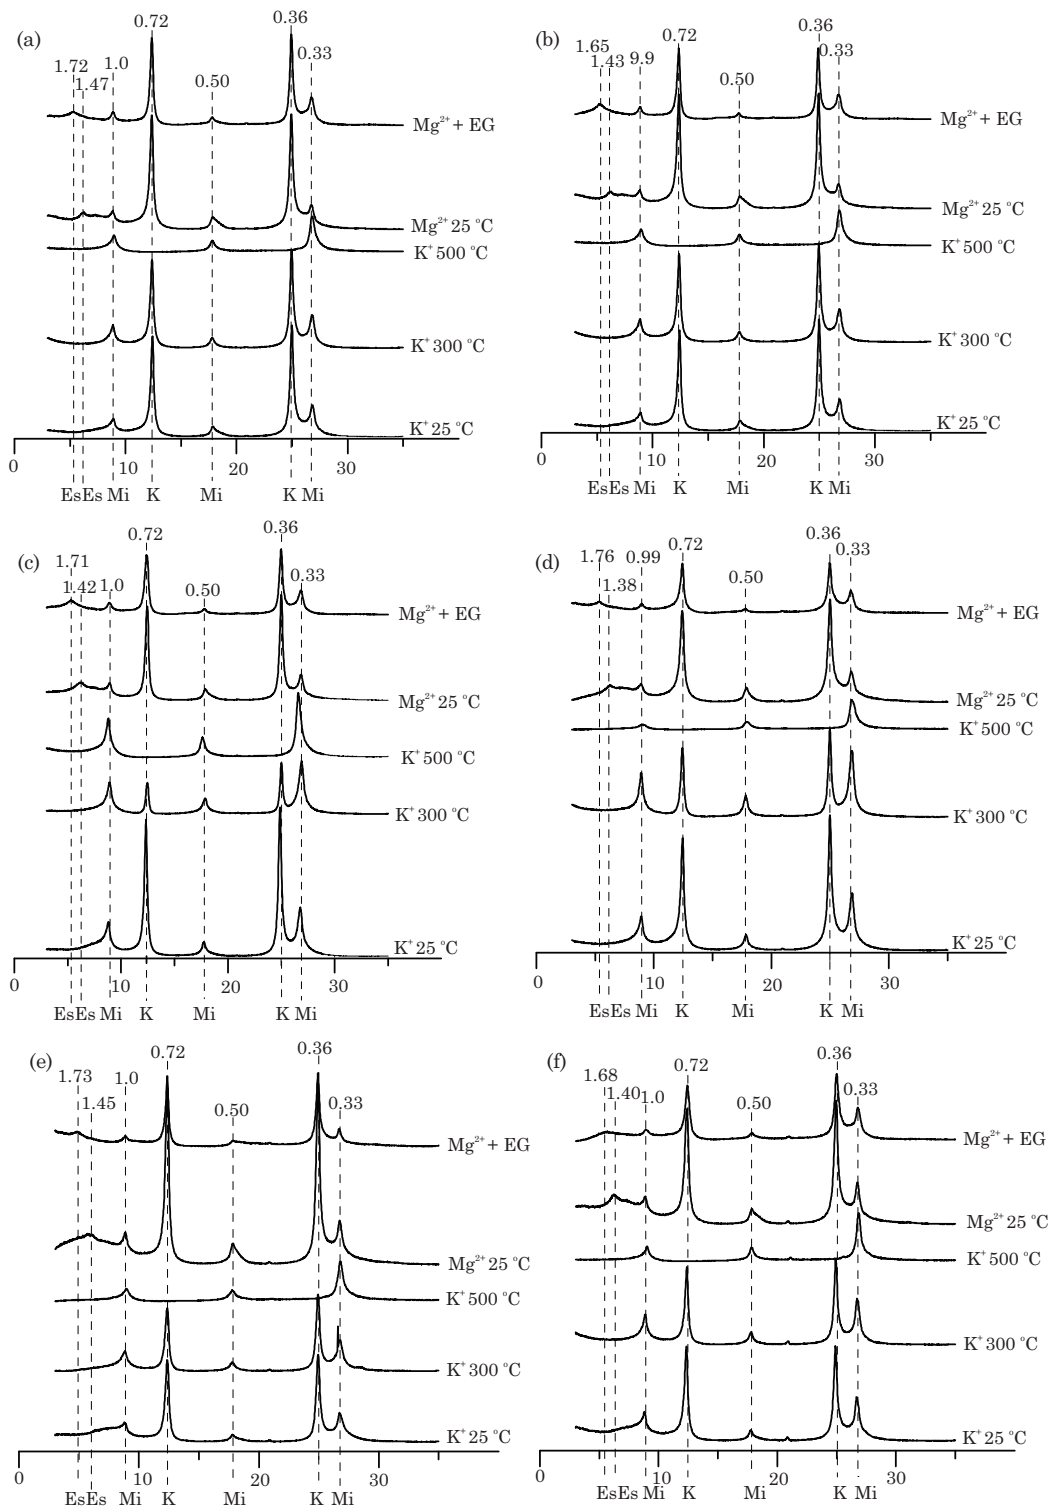 (a)
0.72
0.36
1.72
1.0
0.33
1.47
0.50
Mg²⁺ + EG
Mg²⁺ 25 °C
K⁺ 500 °C
K⁺ 300 °C
K⁺ 25 °C
0 10 20 30
Es Es Mi K Mi K Mi
(b)
0.72
0.36
1.65
0.33
1.43 9.9
0.50
Mg²⁺ + EG
Mg²⁺ 25 °C
K⁺ 500 °C
K⁺ 300 °C
K⁺ 25 °C
0 10 20 30
Es Es Mi K Mi K Mi
(c)
0.72
0.36
1.71
1.42 1.0
0.33
0.50
Mg²⁺ + EG
Mg²⁺ 25 °C
K⁺ 500 °C
K⁺ 300 °C
K⁺ 25 °C
0 10 20 30
Es Es Mi K Mi K Mi
(d)
0.72
0.36
1.76 0.99
0.33
1.38
0.50
Mg²⁺ + EG
Mg²⁺ 25 °C
K⁺ 500 °C
K⁺ 300 °C
K⁺ 25 °C
0 10 20 30
Es Es Mi K Mi K Mi
(e)
0.72
0.36
1.73 1.0
1.45
0.50
0.33
Mg²⁺ + EG
Mg²⁺ 25 °C
K⁺ 500 °C
K⁺ 300 °C
K⁺ 25 °C
0 10 20 30
Es Es Mi K Mi K Mi
(f)
0.72
0.36
1.68
1.40 1.0
0.33
0.50
Mg²⁺ + EG
Mg²⁺ 25 °C
K⁺ 500 °C
K⁺ 300 °C
K⁺ 25 °C
0 10 20 30
Es Es Mi K Mi K Mi